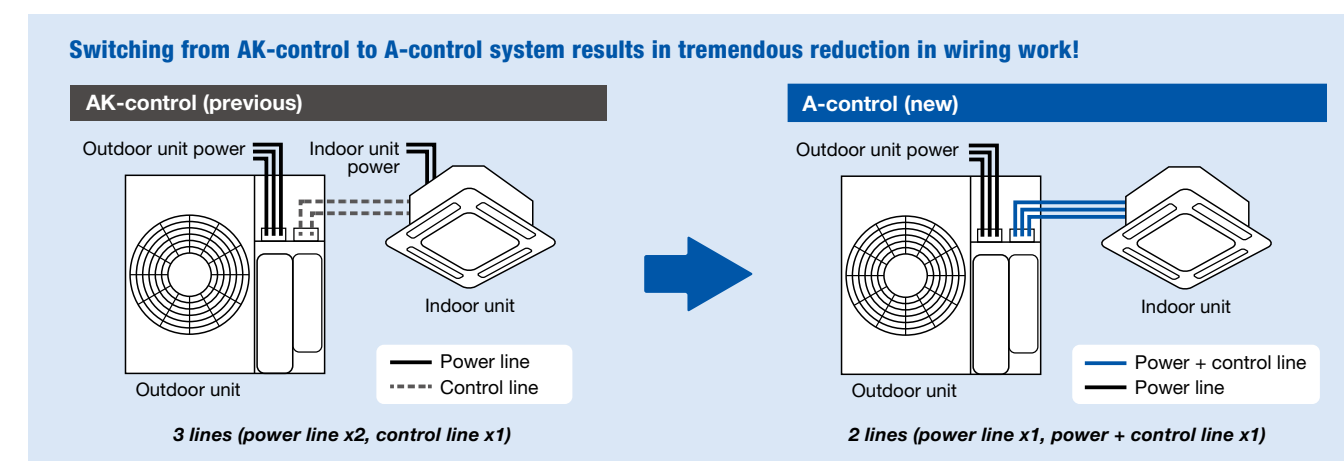 Switching from AK-control to A-control system results in tremendous reduction in wiring work!
AK-control (previous)
Outdoor unit power
Indoor unit
power
Indoor unit
Outdoor unit
Power line
Control line
3 lines (power line x2, control line x1)
A-control (new)
Outdoor unit power
Indoor unit
Outdoor unit
Power + control line
Power line
2 lines (power line x1, power + control line x1)